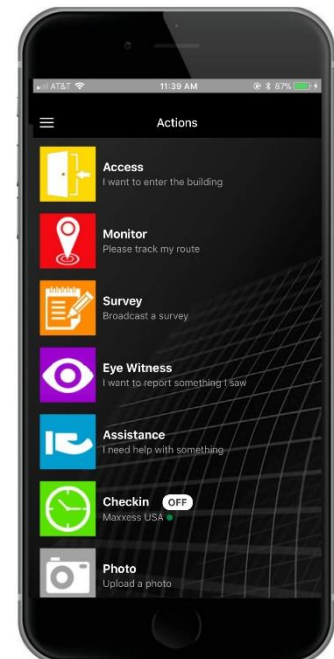 AT&T 11:39 AM 87%
Actions
Access
I want to enter the building
Monitor
Please track my route
Survey
Broadcast a survey
Eye Witness
I want to report something I saw
Assistance
I need help with something
Checkin OFF
Maxxess USA
Photo
Upload a photo